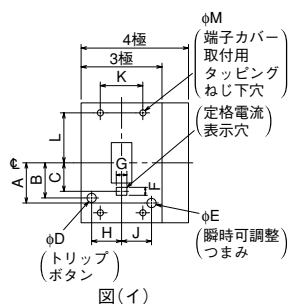 4極
3極
K
φM
端子カバー
取付用
タッピング
ねじ下穴
定格電流
表示穴
L
G
℄
A
B
C
F
φD
トリップ
ボタン
H
J
φE
瞬時可調整
つまみ
図(イ)